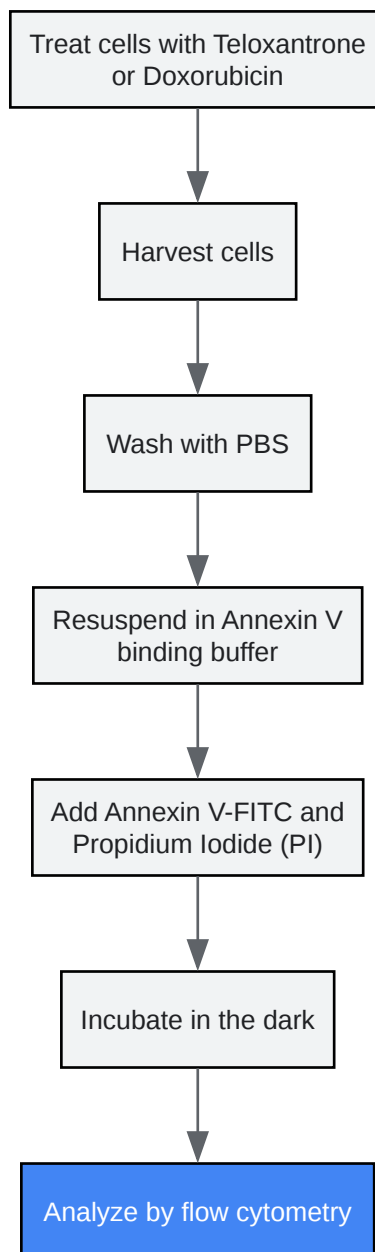 Treat cells with Teloxantrone
or Doxorubicin
Harvest cells
Wash with PBS
Resuspend in Annexin V
binding buffer
Add Annexin V-FITC and
Propidium Iodide (PI)
Incubate in the dark
Analyze by flow cytometry